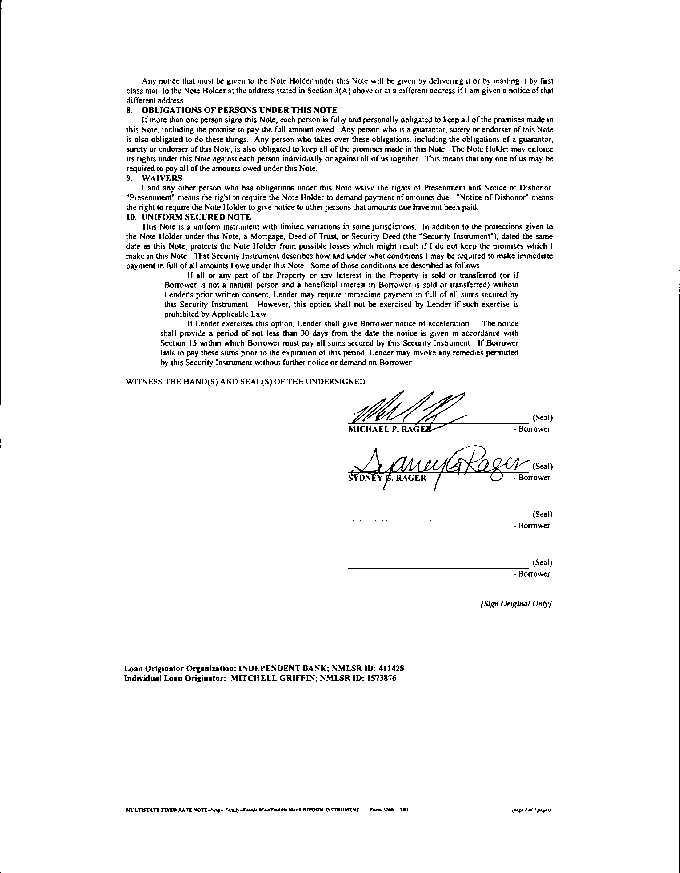 Any notice that must be given to the Note Holder under this Note will be given by delivering it or by mailing it by first
class mail to the Note Holder at the address stated in Section 3(A) above or at a different address if I am given a notice of that
different address
8. OBLIGATIONS OF PERSONS UNDER THIS NOTE
If more than one person signs this Note, each person is fully and personally obligated to keep all of the promises made in
this Note, including the promise to pay the full amount owed. Any person who is a guarantor, surety or endorser of this Note
is also obligated to do these things. Any person who takes over these obligations, including the obligations of a guarantor,
surety or endorser of this Note, is also obligated to keep all of the promises made in this Note. The Note Holder may enforce
its rights under this Note against each person individually or against all of us together. This means that any one of us may be
required to pay all of the amounts owed under this Note.
9. WAIVERS
I and any other person who has obligations under this Note waive the rights of Presentment and Notice of Dishonor
"Presentment" means the right to require the Note Holder to demand payment of amounts due "Notice of Dishonor" means
the right to require the Note Holder to give notice to other persons that amounts due have not been paid.
10. UNIFORM SECURED NOTE
This Note is a uniform instrument with limited variations in some jurisdictions. In addition to the protections given to
the Note Holder under this Note, a Mortgage, Deed of Trust, or Security Deed (the "Security Instrument"), dated the same
date as this Note, protects the Note Holder from possible losses which might result if I do not keep the promises which I
make in this Note That Security Instrument describes how and under what conditions I may be required to make immediate
payment in full of all amounts I owe under this Note Some of those conditions are described as follows
If all or any part of the Property or any Interest in the Property is sold or transferred (or if
Borrower is not a natural person and a beneficial interest in Borrower is sold or transferred) without
Lender's prior written consent, Lender may require immediate payment in full of all sums secured by
this Security Instrument However, this option shall not be exercised by Lender if such exercise is
prohibited by Applicable Law
If Lender exercises this option, Lender shall give Borrower notice of acceleration The notice
shall provide a period of not less than 30 days from the date the notice is given in accordance with
Section 15 within which Borrower must pay all sums secured by this Security Instrument If Borrower
fails to pay these sums prior to the expiration of this period, Lender may invoke any remedies permitted
by this Security Instrument without further notice or demand on Borrower
WITNESS THE HAND(S) AND SEAL(S) OF THE UNDERSIGNED
(Seal)
MICHAEL P. RAGER - Borrower
Sydney G Rager (Seal)
SYDNEY G. RAGER - Borrower
(Seal)
- Borrower
(Seal)
- Borrower
[Sign Original Only]
Loan Originator Organization: INDEPENDENT BANK; NMLSR ID: 411428
Individual Loan Originator: MITCHELL GRIFFIN; NMLSR ID: 1573876
MULTISTATE FIXED RATE NOTE